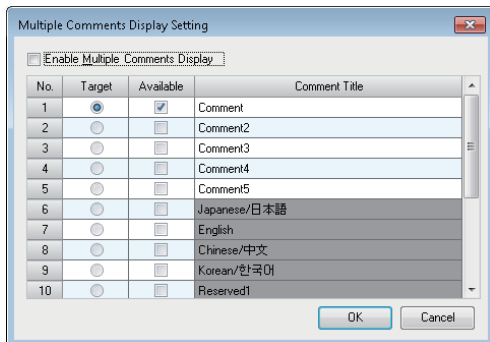 Multiple Comments Display Setting
Enable Multiple Comments Display
No. Target Available Comment Title
1 Comment
2 Comment2
3 Comment3
4 Comment4
5 Comment5
6 Japanese/日本語
7 English
8 Chinese/中文
9 Korean/한국어
10 Reserved1
OK Cancel